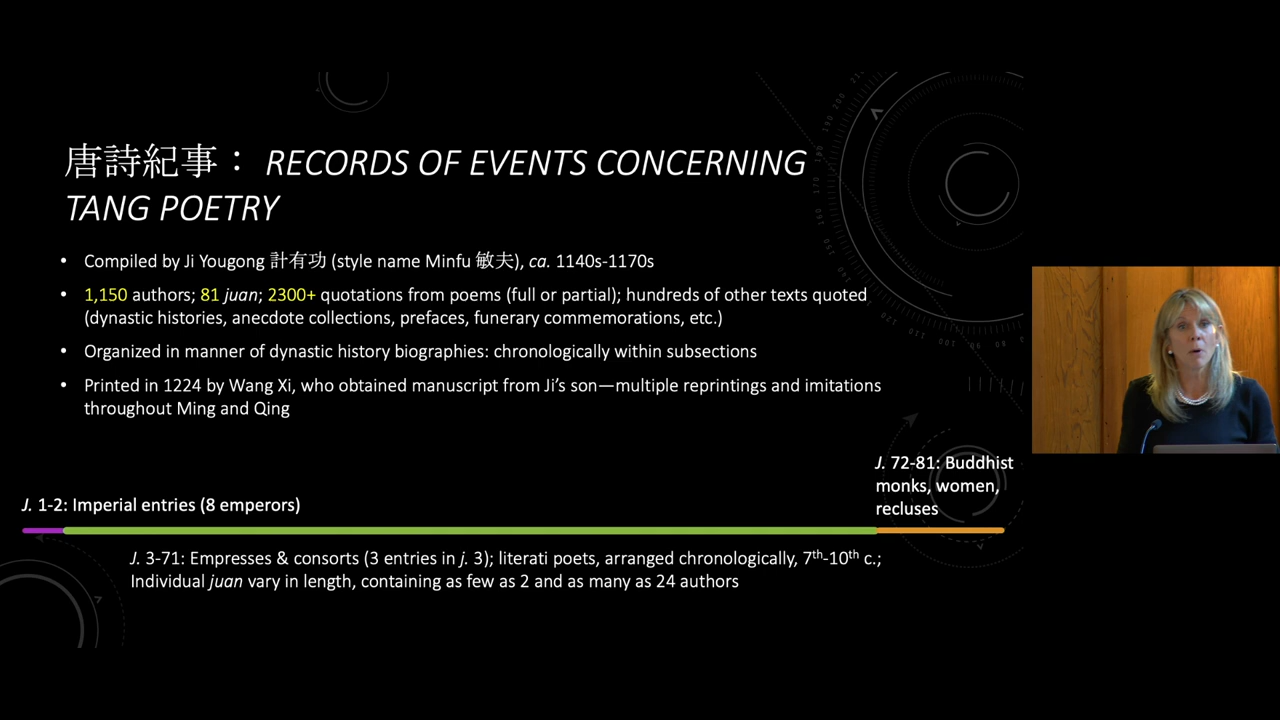 唐詩紀事： RECORDS OF EVENTS CONCERNING
TANG POETRY
• Compiled by Ji Yougong 計有功 (style name Minfu 敏夫), ca. 1140s-1170s
• 1,150 authors; 81 juan; 2300+ quotations from poems (full or partial); hundreds of other texts quoted
(dynastic histories, anecdote collections, prefaces, funerary commemorations, etc.)
• Organized in manner of dynastic history biographies: chronologically within subsections
• Printed in 1224 by Wang Xi, who obtained manuscript from Ji’s son—multiple reprintings and imitations
throughout Ming and Qing
J. 72-81: Buddhist
monks, women,
recluses
J. 1-2: Imperial entries (8 emperors)
J. 3-71: Empresses & consorts (3 entries in j. 3); literati poets, arranged chronologically, 7th-10th c.;
Individual juan vary in length, containing as few as 2 and as many as 24 authors